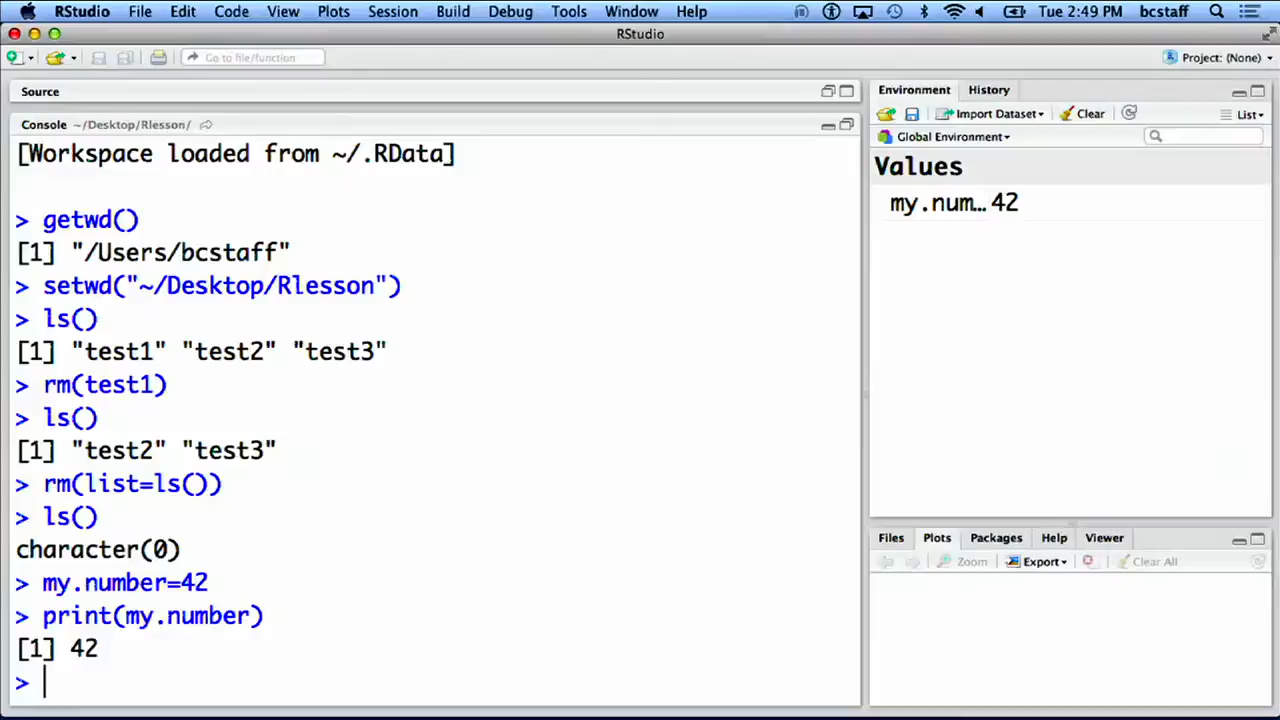 RStudio File Edit Code View Plots Session Build Debug Tools Window Help Tue 2:49 PM bcstaff
RStudio
Go to file/function Project: (None)
Source
Console ~/Desktop/Rlesson/
[Workspace loaded from ~/.RData]
> getwd()
[1] "/Users/bcstaff"
> setwd("~/Desktop/Rlesson")
> ls()
[1] "test1" "test2" "test3"
> rm(test1)
> ls()
[1] "test2" "test3"
> rm(list=ls())
> ls()
character(0)
> my.number=42
> print(my.number)
[1] 42
>
Environment History
Import Dataset Clear List
Global Environment
Values
my.num… 42
Files Plots Packages Help Viewer
Zoom Export Clear All